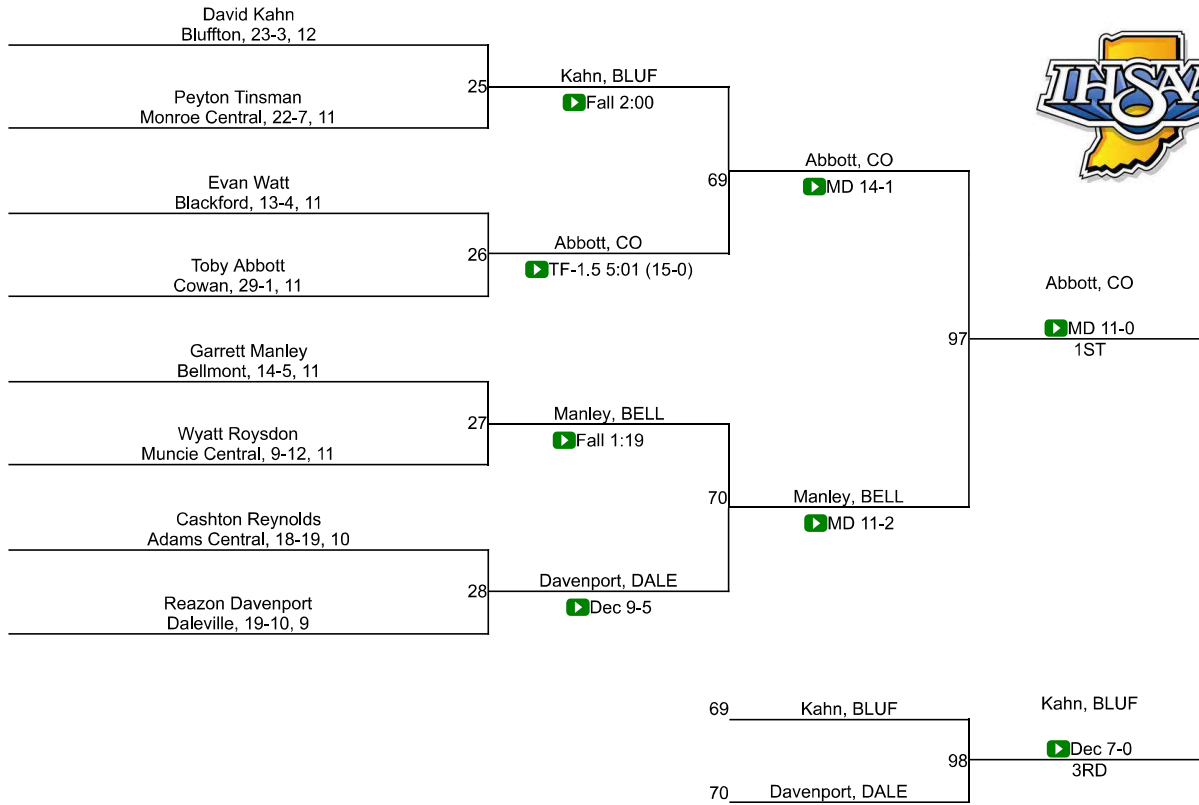 David Kahn
Bluffton, 23-3, 12
25
Peyton Tinsman
Monroe Central, 22-7, 11
Kahn, BLUF
Fall 2:00
IHSAA
Evan Watt
Blackford, 13-4, 11
26
Toby Abbott
Cowan, 29-1, 11
Abbott, CO
TF-1.5 5:01 (15-0)
69
Abbott, CO
MD 14-1
Garrett Manley
Bellmont, 14-5, 11
27
Wyatt Roysdon
Muncie Central, 9-12, 11
Manley, BELL
Fall 1:19
Cashton Reynolds
Adams Central, 18-19, 10
28
Reazon Davenport
Daleville, 19-10, 9
Davenport, DALE
Dec 9-5
70
Manley, BELL
MD 11-2
97
Abbott, CO
MD 11-0
1ST
69
Kahn, BLUF
70
Davenport, DALE
98
Kahn, BLUF
Dec 7-0
3RD